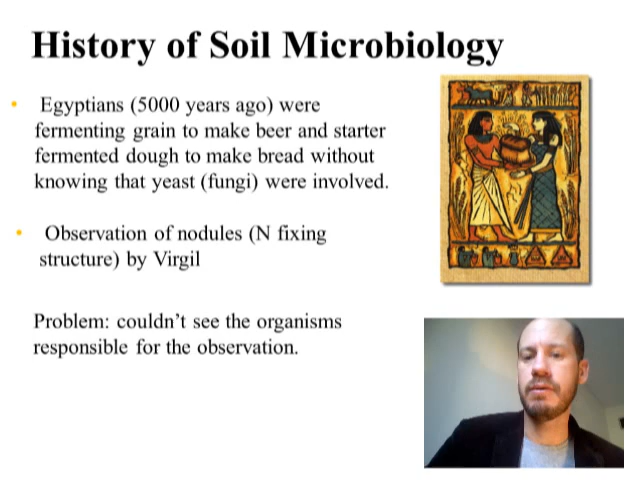 History of Soil Microbiology
• Egyptians (5000 years ago) were
fermenting grain to make beer and starter
fermented dough to make bread without
knowing that yeast (fungi) were involved.
• Observation of nodules (N fixing
structure) by Virgil
Problem: couldn’t see the organisms
responsible for the observation.